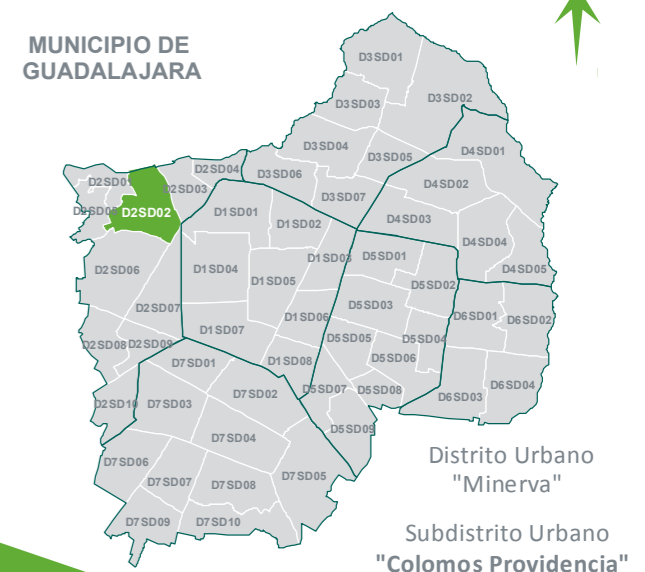 MUNICIPIO DE
GUADALAJARA
D3SD01
D3SD02
D3SD03
D3SD04
D3SD05
D4SD01
D2SD04
D3SD06
D2SD01
D2SD03
D4SD02
D3SD07
D2SD02
D1SD01
D1SD02
D4SD03
D4SD04
D1SD03
D5SD01
D2SD06
D1SD04
D4SD05
D1SD05
D5SD02
D5SD03
D2SD07
D1SD06
D6SD01
D6SD02
D1SD07
D5SD05
D5SD04
D2SD08
D2SD09
D5SD06
D7SD01
D1SD08
D6SD04
D5SD07
D5SD08
D7SD02
D6SD03
D2SD10
D7SD03
D5SD09
D7SD04
D7SD06
D7SD05
D7SD07
D7SD08
D7SD09
D7SD10
Distrito Urbano
"Minerva"
Subdistrito Urbano
"Colomos Providencia"